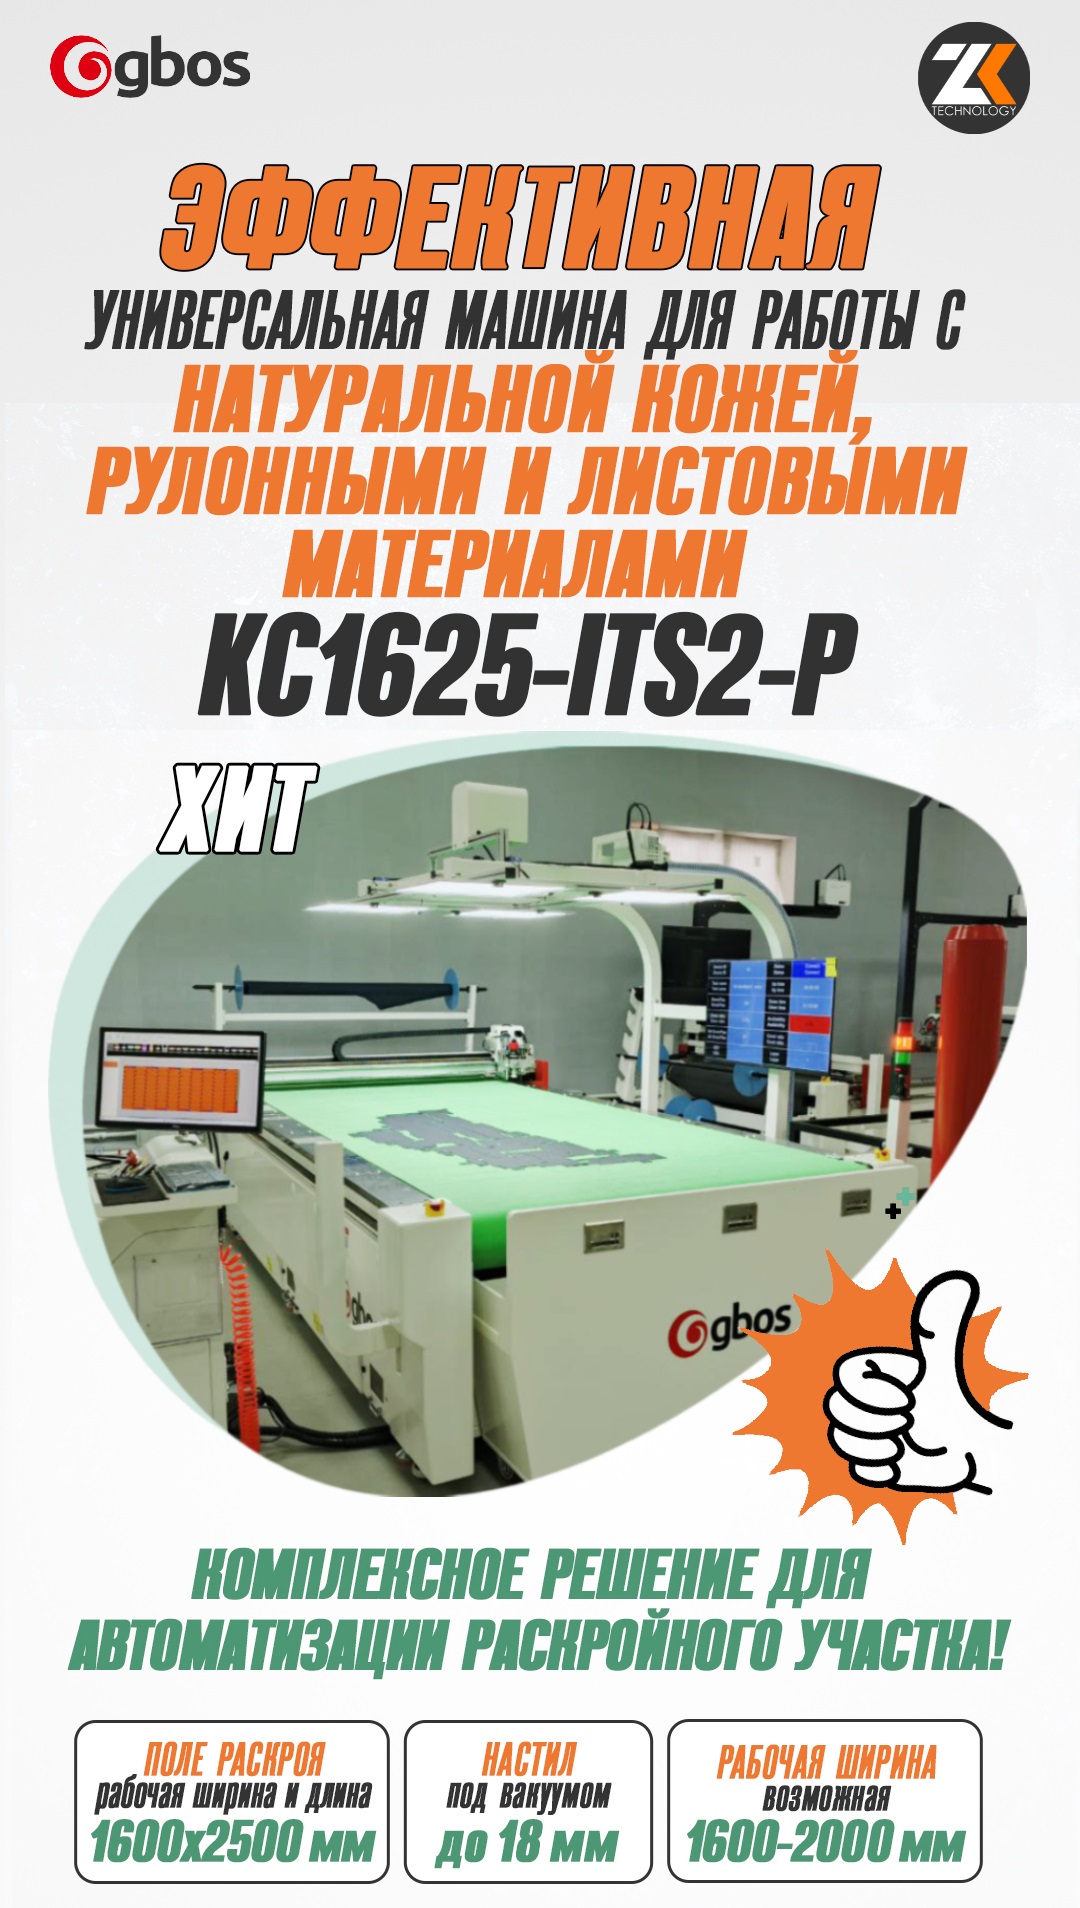 gbos
ZK
TECHNOLOGY
ЭФФЕКТИВНАЯ
УНИВЕРСАЛЬНАЯ МАШИНА ДЛЯ РАБОТЫ С
НАТУРАЛЬНОЙ КОЖЕЙ,
РУЛОННЫМИ И ЛИСТОВЫМИ
МАТЕРИАЛАМИ
KC1625-ITS2-P
ХИТ
gbos
КОМПЛЕКСНОЕ РЕШЕНИЕ ДЛЯ
АВТОМАТИЗАЦИИ РАСКРОЙНОГО УЧАСТКА!
ПОЛЕ РАСКРОЯ
рабочая ширина и длина
1600х2500 мм
НАСТИЛ
под вакуумом
до 18 мм
РАБОЧАЯ ШИРИНА
возможная
1600-2000 мм